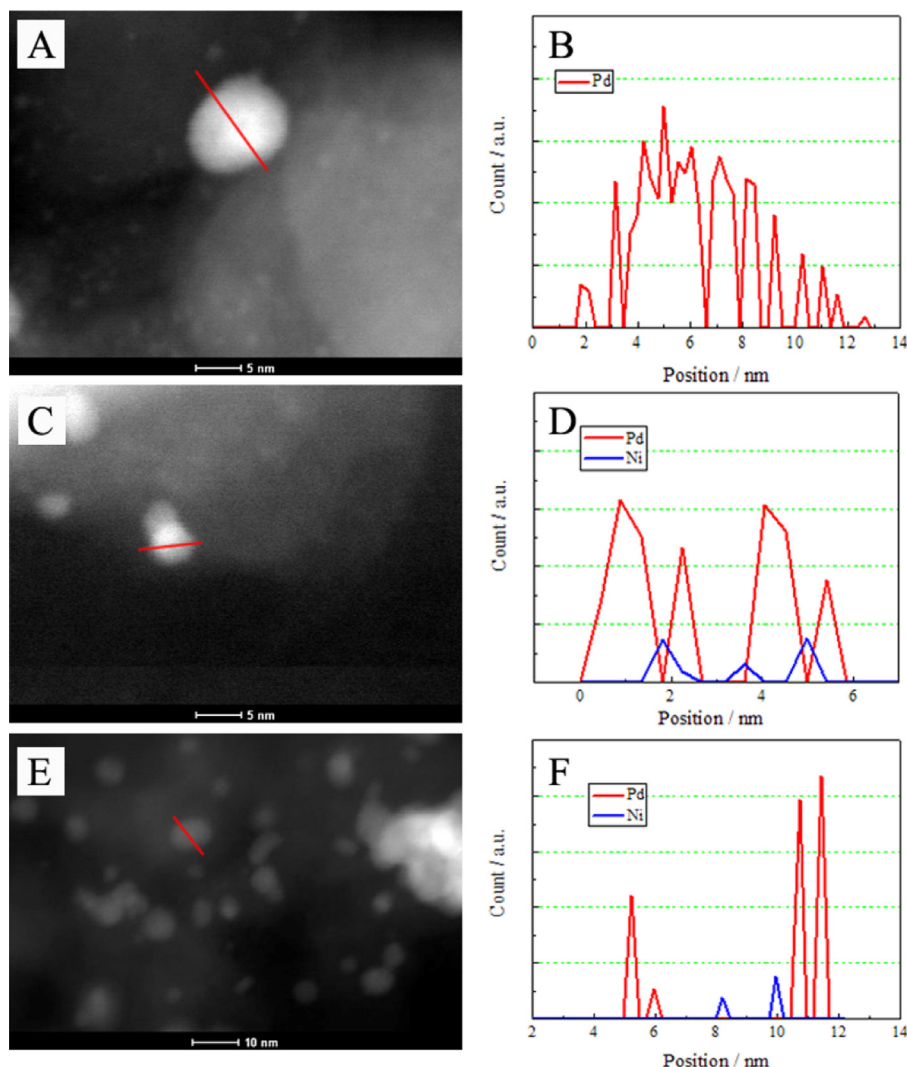 A
5 nm
B
Pd
Count / a.u.
0 2 4 6 8 10 12 14
Position / nm
C
5 nm
D
Pd
Ni
Count / a.u.
0 2 4 6
Position / nm
E
10 nm
F
Pd
Ni
Count / a.u.
2 4 6 8 10 12 14
Position / nm